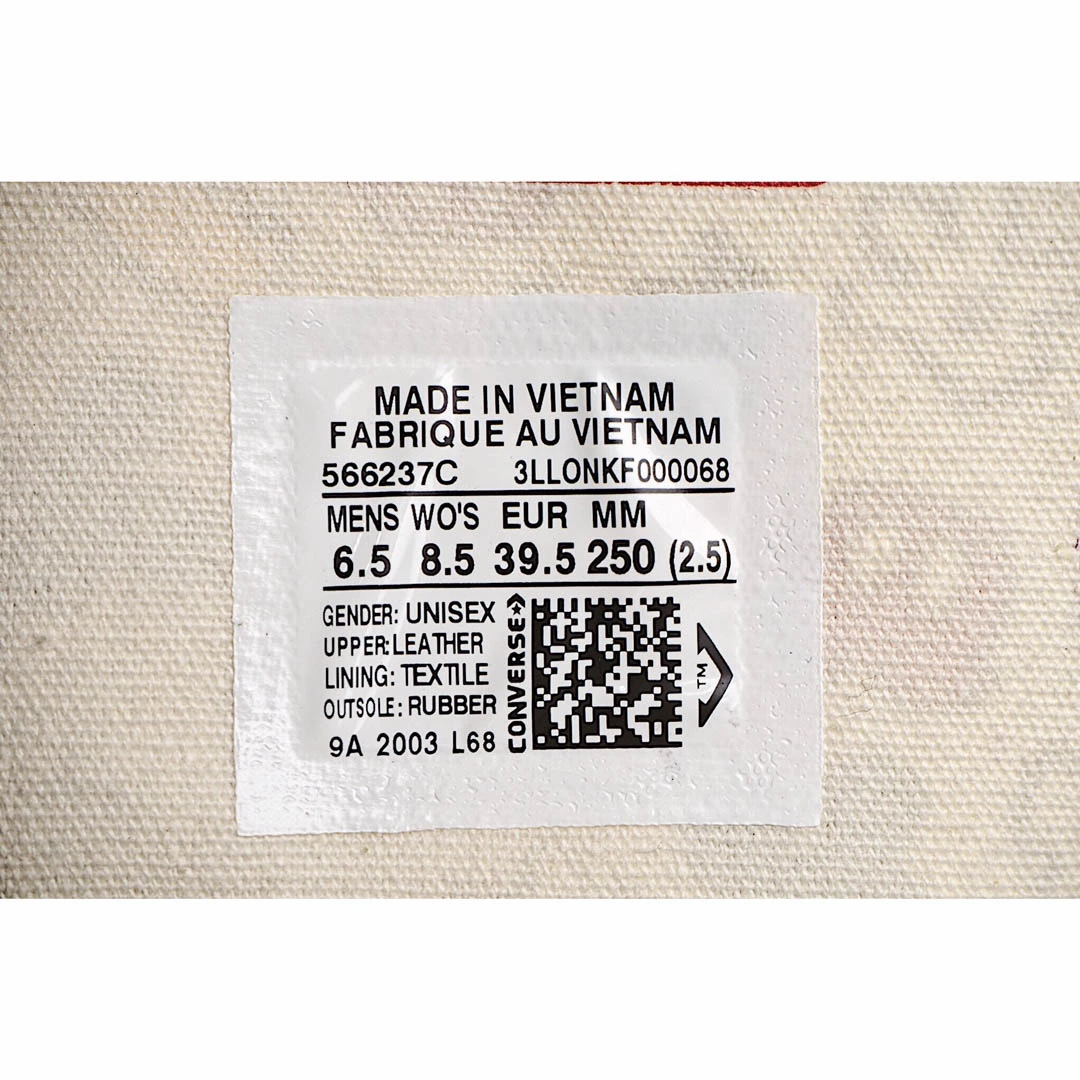 MADE IN VIETNAM
FABRIQUE AU VIETNAM
566237C 3LLONKF000068
MENS WO'S EUR MM
6.5 8.5 39.5 250 (2.5)
GENDER: UNISEX
UPPER: LEATHER
LINING: TEXTILE
OUTSOLE: RUBBER
9A 2003 L68
CONVERSE
TM